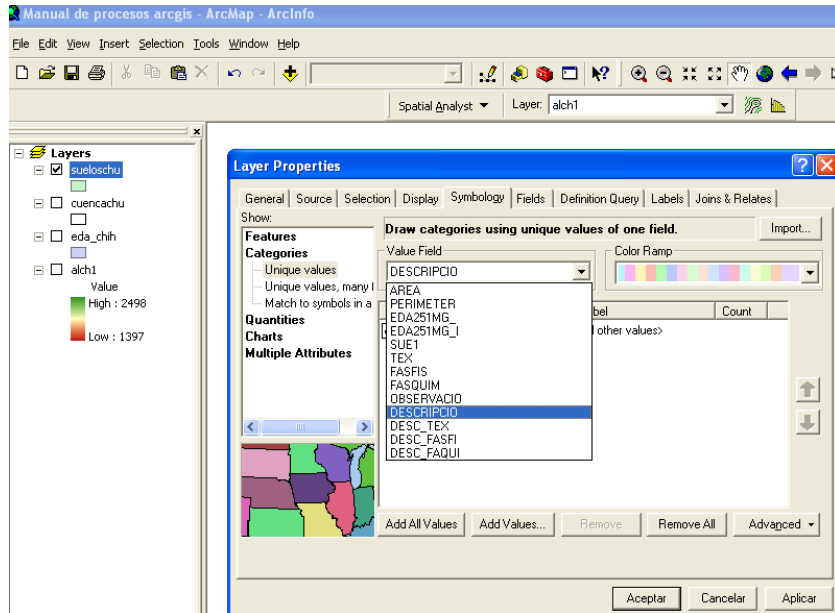 Manual de procesos arcgis - ArcMap - ArcInfo
File Edit View Insert Selection Tools Window Help
Spatial Analyst Layer: alch1
Layers
sueloschu
cuencachu
eda_chih
alch1
Value
High : 2498
Low : 1397
Layer Properties
General Source Selection Display Symbology Fields Definition Query Labels Joins & Relates
Show:
Features
Categories
Unique values
Unique values, many
Match to symbols in a
Quantities
Charts
Multiple Attributes
Draw categories using unique values of one field.
Import...
Value Field
Color Ramp
DESCRIPCIO
AREA
PERIMETER
EDA251MG_
EDA251MG_I
SUE1
TEX
FASFIS
FASQUIM
OBSERVACIO
DESCRIPCIO
DESC_TEX
DESC_FASFI
DESC_FAQUI
bel Count
other values>
Add All Values Add Values... Remove Remove All Advanced
Aceptar Cancelar Aplicar